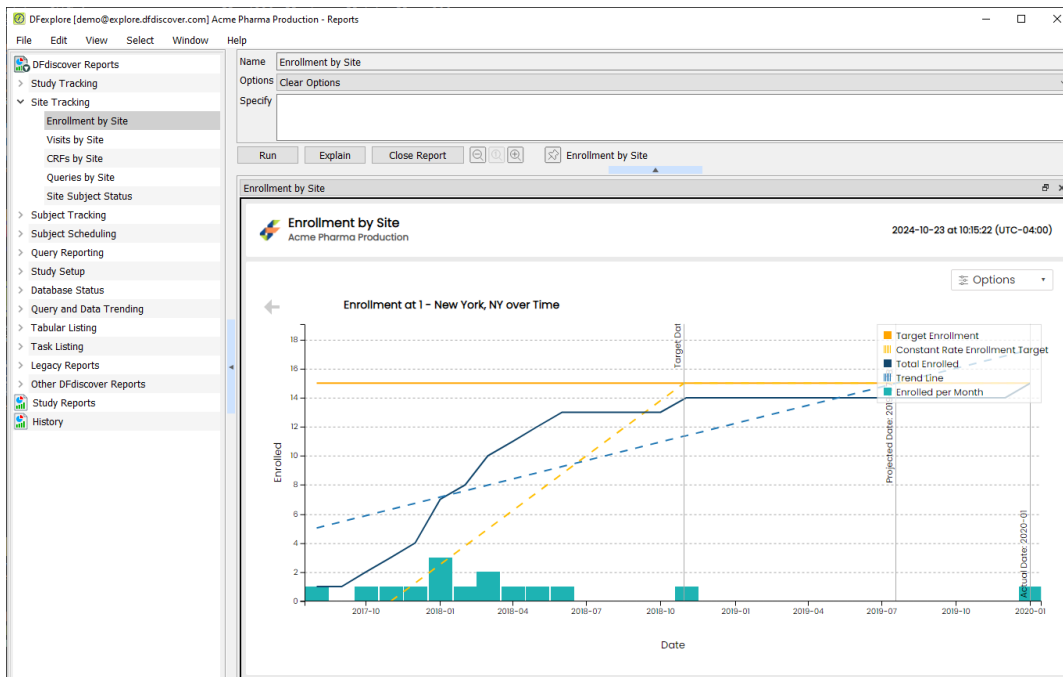 DFexplore [demo@explore.dfdiscover.com] Acme Pharma Production - Reports
File Edit View Select Window Help
DFdiscover Reports
Study Tracking
Site Tracking
Enrollment by Site
Visits by Site
CRFs by Site
Queries by Site
Site Subject Status
Subject Tracking
Subject Scheduling
Query Reporting
Study Setup
Database Status
Query and Data Trending
Tabular Listing
Task Listing
Legacy Reports
Other DFdiscover Reports
Study Reports
History
Name Enrollment by Site
Options Clear Options
Specify
Run Explain Close Report Enrollment by Site
Enrollment by Site
Enrollment by Site
Acme Pharma Production
2024-10-23 at 10:15:22 (UTC-04:00)
Options
Enrollment at 1 - New York, NY over Time
Target Enrollment
Constant Rate Enrollment Target
Total Enrolled
Trend Line
Enrolled per Month
Target Dat
Projected Date: 201
Actual Date: 2020-01
Enrolled
18
16
14
12
10
8
6
4
2
0
2017-10 2018-01 2018-04 2018-07 2018-10 2019-01 2019-04 2019-07 2019-10 2020-01
Date